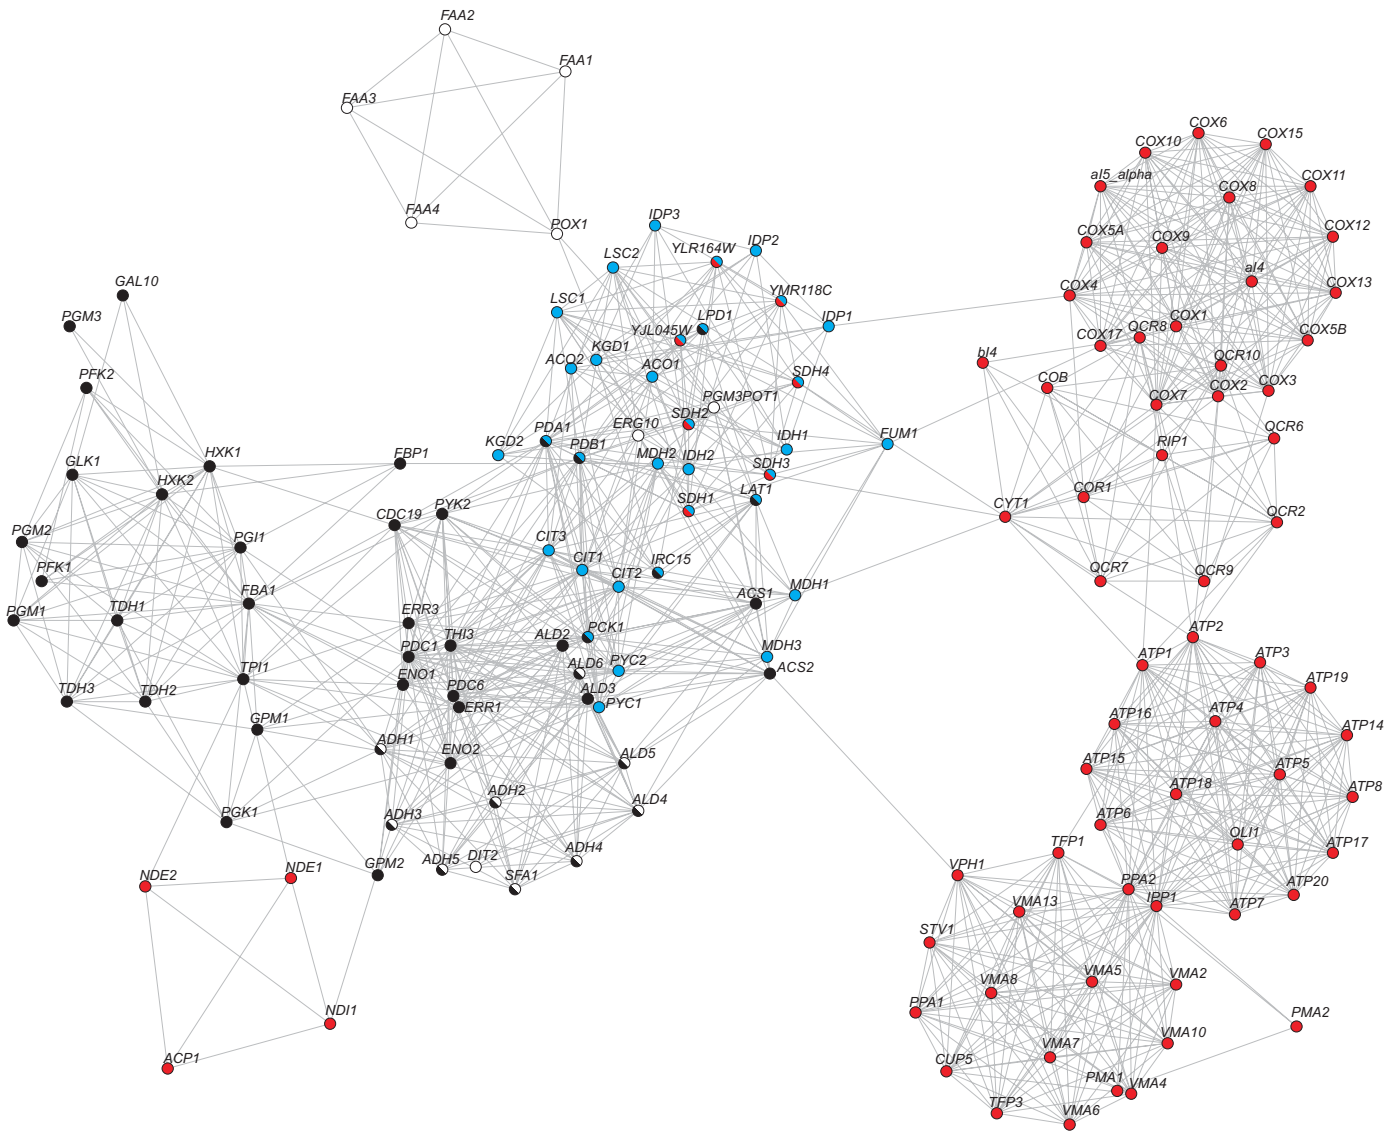 FAA2
FAA1
FAA3
FAA4
POX1
COX6
COX10
COX15
aI5_alpha
COX8
COX11
COX5A
COX9
COX12
aI4
COX4
COX13
COX17
QCR8
COX1
COX5B
bI4
QCR10
COB
COX7
COX2
COX3
RIP1
QCR6
COR1
CYT1
QCR2
QCR7
QCR9
IDP3
IDP2
LSC2
YLR164W
YMR118C
LSC1
LPD1
IDP1
YJL045W
KGD1
ACO2
ACO1
SDH4
PGM3POT1
SDH2
ERG10
KGD2
PDA1
PDB1
MDH2
IDH2
IDH1
FUM1
SDH3
SDH1
LAT1
CIT3
CIT1
CIT2
IRC15
ACS1
MDH1
PCK1
MDH3
ACS2
PYC2
PYC1
ALD2
ALD6
ALD3
ALD5
ALD4
GAL10
PGM3
PFK2
HXK1
FBP1
GLK1
HXK2
CDC19
PYK2
PGM2
PGI1
PFK1
FBA1
PGM1
TDH1
ERR3
THI3
PDC1
TPI1
ENO1
PDC6
ERR1
TDH3
TDH2
GPM1
ADH1
ENO2
PGK1
ADH2
ADH3
ADH5
DIT2
ADH4
SFA1
GPM2
NDE2
NDE1
NDI1
ACP1
ATP2
ATP1
ATP3
ATP19
ATP16
ATP4
ATP14
ATP15
ATP5
ATP18
ATP8
ATP6
OLI1
ATP17
TFP1
ATP20
ATP7
VPH1
PPA2
IPP1
VMA13
STV1
VMA8
VMA5
VMA2
PPA1
PMA2
VMA10
CUP5
VMA7
PMA1
VMA4
TFP3
VMA6